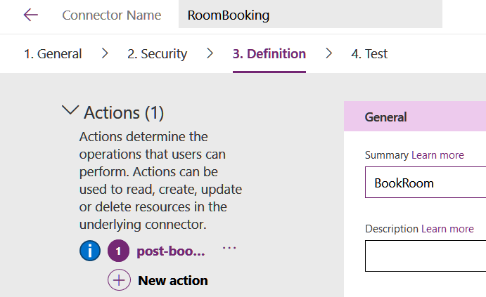 Connector Name RoomBooking
1. General > 2. Security > 3. Definition > 4. Test
Actions (1)
Actions determine the
operations that users can
perform. Actions can be
used to read, create, update
or delete resources in the
underlying connector.
i 1 post-boo... ...
New action
General
Summary Learn more
BookRoom
Description Learn more